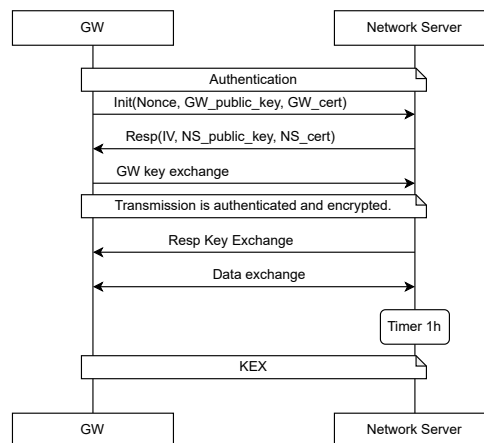 GW
Network Server
Authentication
Init(Nonce, GW_public_key, GW_cert)
Resp(IV, NS_public_key, NS_cert)
GW key exchange
Transmission is authenticated and encrypted.
Resp Key Exchange
Data exchange
Timer 1h
KEX
GW
Network Server